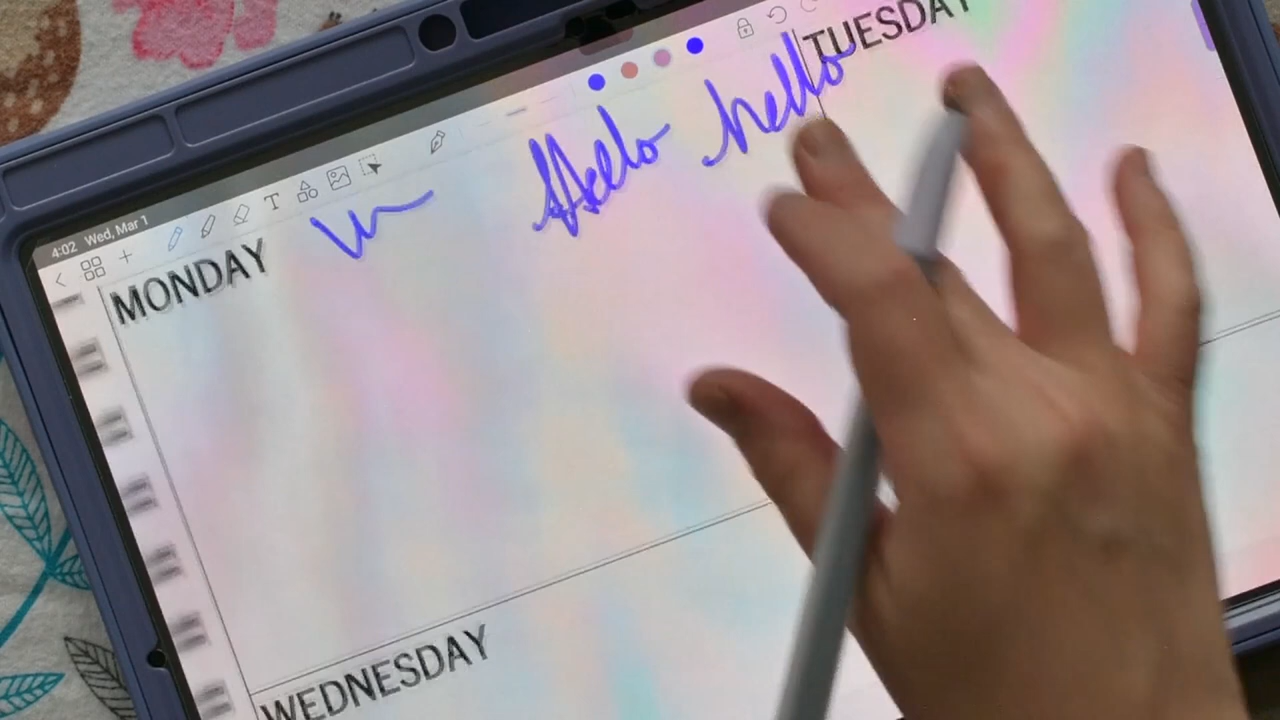 4:02 Wed, Mar 1
T
Hello hello
MONDAY
TUESDAY
WEDNESDAY